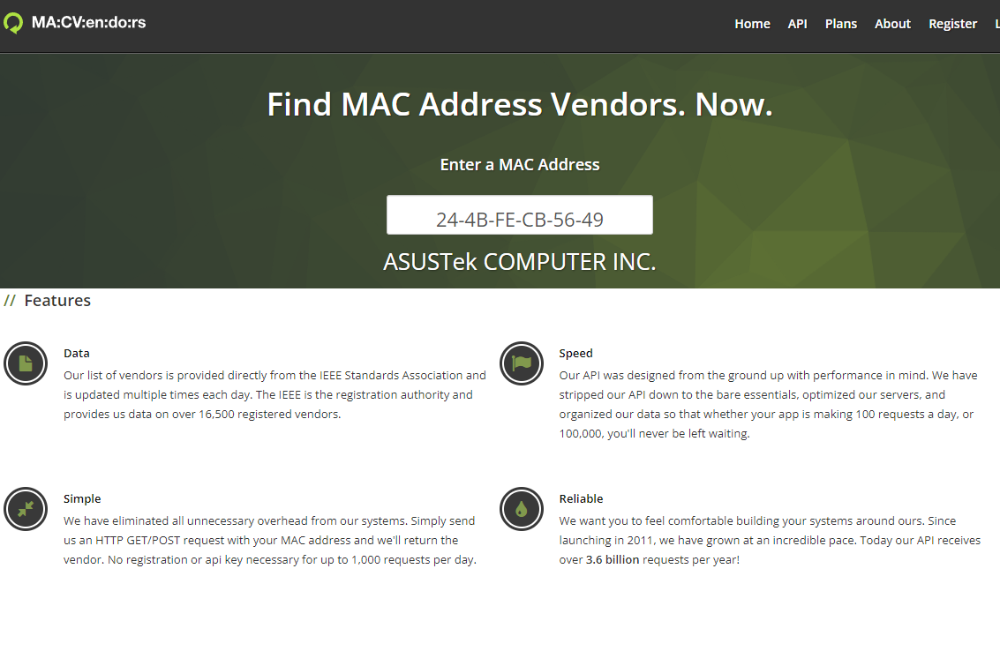 MA:CV:en:do:rs
Home API Plans About Register L
Find MAC Address Vendors. Now.
Enter a MAC Address
24-4B-FE-CB-56-49
ASUSTek COMPUTER INC.
// Features
Data
Our list of vendors is provided directly from the IEEE Standards Association and
is updated multiple times each day. The IEEE is the registration authority and
provides us data on over 16,500 registered vendors.
Speed
Our API was designed from the ground up with performance in mind. We have
stripped our API down to the bare essentials, optimized our servers, and
organized our data so that whether your app is making 100 requests a day, or
100,000, you'll never be left waiting.
Simple
We have eliminated all unnecessary overhead from our systems. Simply send
us an HTTP GET/POST request with your MAC address and we'll return the
vendor. No registration or api key necessary for up to 1,000 requests per day.
Reliable
We want you to feel comfortable building your systems around ours. Since
launching in 2011, we have grown at an incredible pace. Today our API receives
over 3.6 billion requests per year!